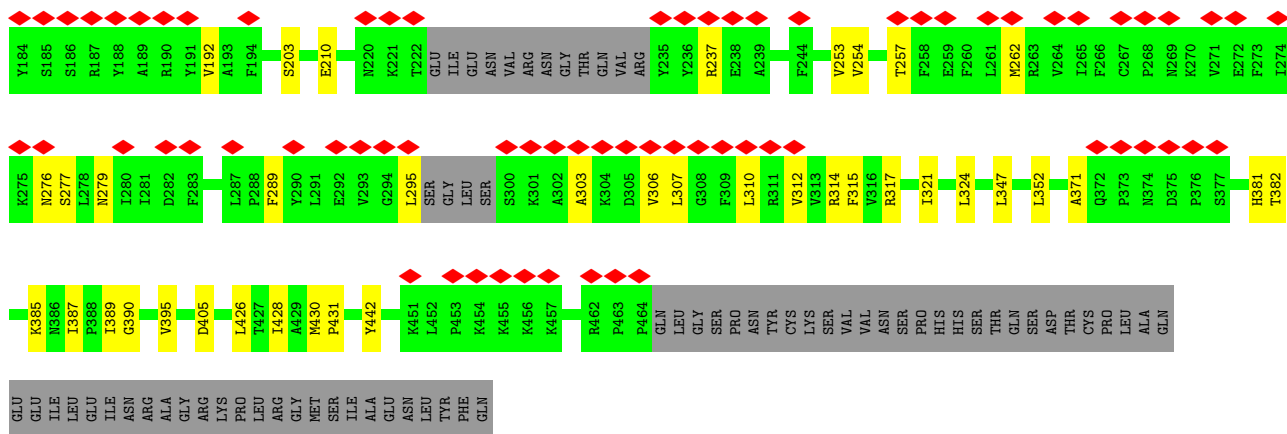 Y184 S185 S186 R187 Y188 A189 R190 Y191 V192 A193 F194 S203 E210 N220 K221 T222 GLU ILE GLU ASN VAL ARG ASN GLY THR GLN VAL ARG Y235 Y236 R237 E238 A239 F244 V253 V254 T257 F258 E259 F260 L261 M262 R263 V264 I265 F266 C267 P268 N269 K270 V271 E272 F273 I274
K275 N276 S277 L278 N279 I280 I281 D282 F283 L287 P288 F289 Y290 L291 E292 V293 G294 L295 SER GLY LEU SER S300 K301 A302 A303 K304 D305 V306 L307 G308 F309 L310 R311 V312 V313 R314 F315 V316 R317 I321 L324 L347 L352 A371 Q372 P373 N374 D375 P376 S377 H381 T382
K385 N386 I387 P388 I389 G390 V395 D405 L426 T427 I428 A429 M430 P431 Y442 K451 L452 P453 K454 K455 K456 K457 R462 P463 P464 GLN LEU GLY SER PRO ASN TYR CYS LYS SER VAL VAL ASN SER PRO HIS HIS SER THR GLN SER ASP THR CYS PRO LEU ALA GLN
GLU GLU ILE LEU GLU ILE ASN ARG ALA GLY ARG LYS PRO LEU ARG GLY MET SER ILE ALA GLU ASN LEU TYR PHE GLN